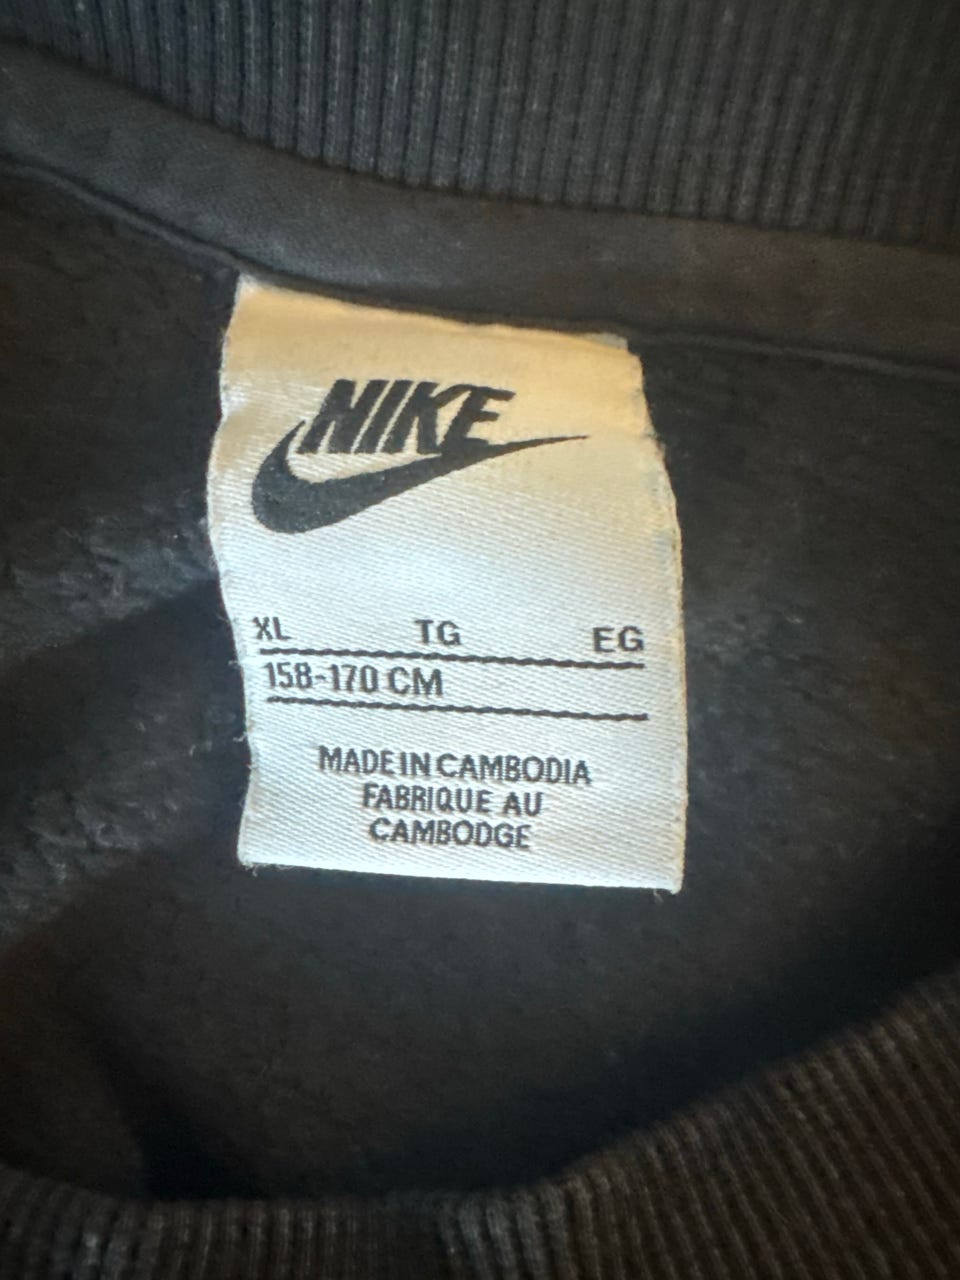 NIKE
XL TG EG
158-170 CM
MADE IN CAMBODIA
FABRIQUE AU
CAMBODGE